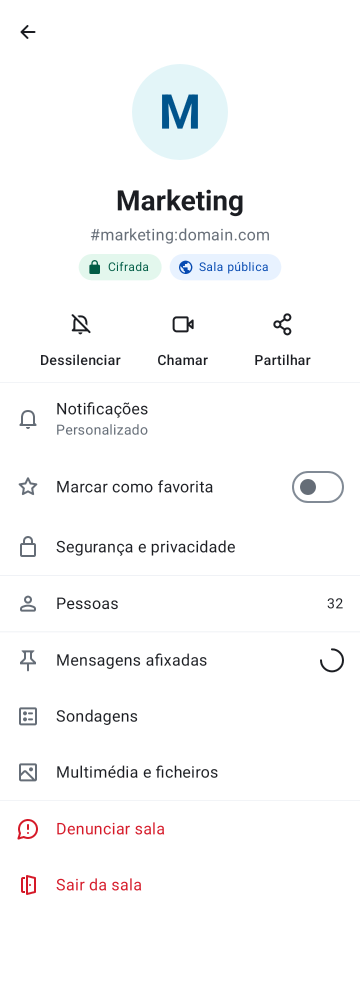 M
Marketing
#marketing:domain.com
Cifrada
Sala pública
Dessilenciar
Chamar
Partilhar
Notificações
Personalizado
Marcar como favorita
Segurança e privacidade
Pessoas
32
Mensagens afixadas
Sondagens
Multimédia e ficheiros
Denunciar sala
Sair da sala